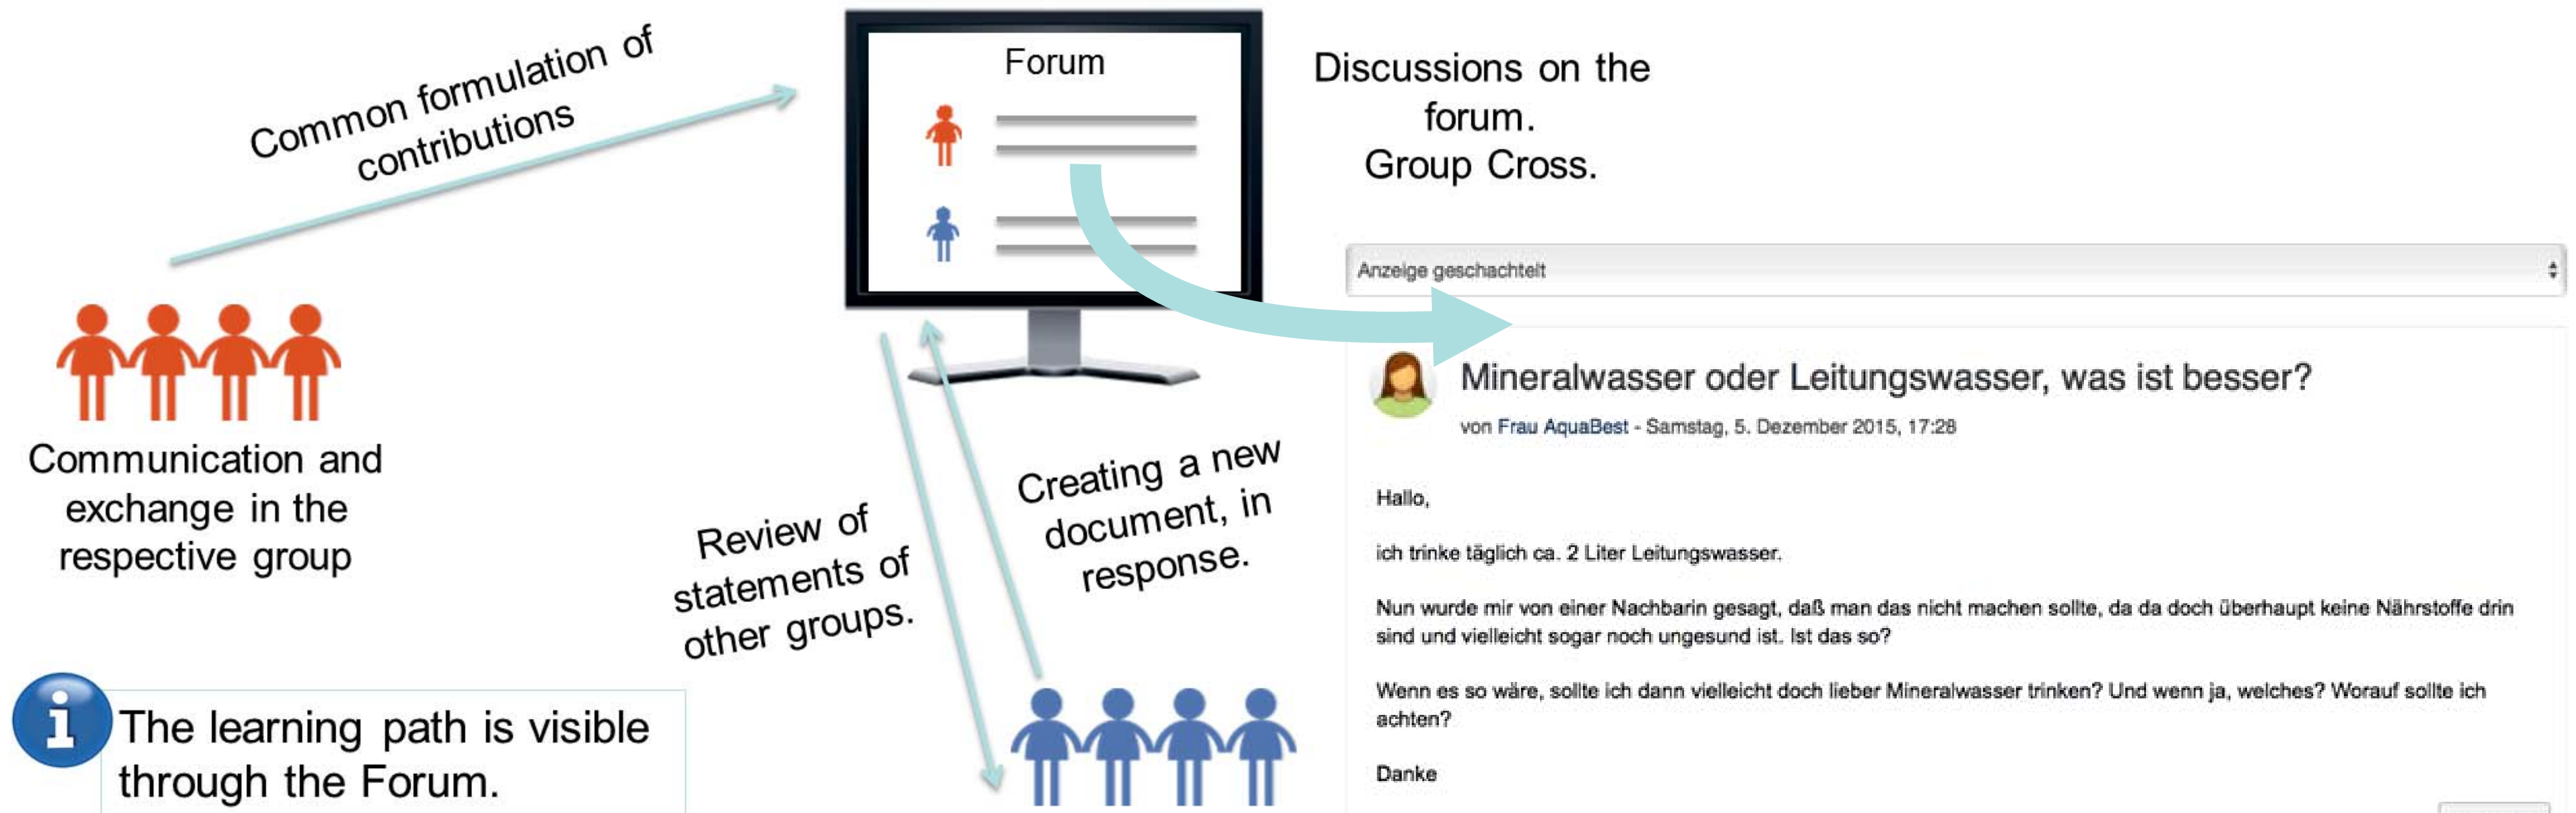 Common formulation of
contributions
Communication and
exchange in the
respective group
The learning path is visible
through the Forum.
Forum
Review of
statements of
other groups.
Creating a new
document, in
response.
Discussions on the
forum.
Group Cross.
Anzeige geschachtelt
Mineralwasser oder Leitungswasser, was ist besser?
von Frau AquaBest - Samstag, 5. Dezember 2015, 17:28
Hallo,
ich trinke täglich ca. 2 Liter Leitungswasser.
Nun wurde mir von einer Nachbarin gesagt, daß man das nicht machen sollte, da da doch überhaupt keine Nährstoffe drin
sind und vielleicht sogar noch ungesund ist. Ist das so?
Wenn es so wäre, sollte ich dann vielleicht doch lieber Mineralwasser trinken? Und wenn ja, welches? Worauf sollte ich
achten?
Danke